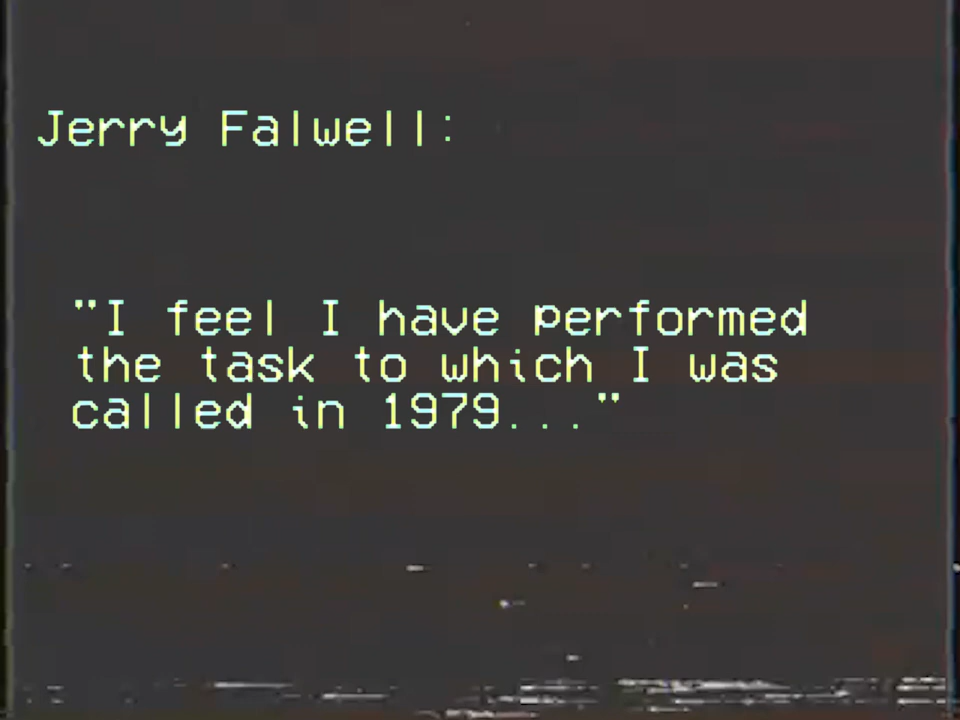 Jerry Falwell:
"I feel I have performed
the task to which I was
called in 1979..."